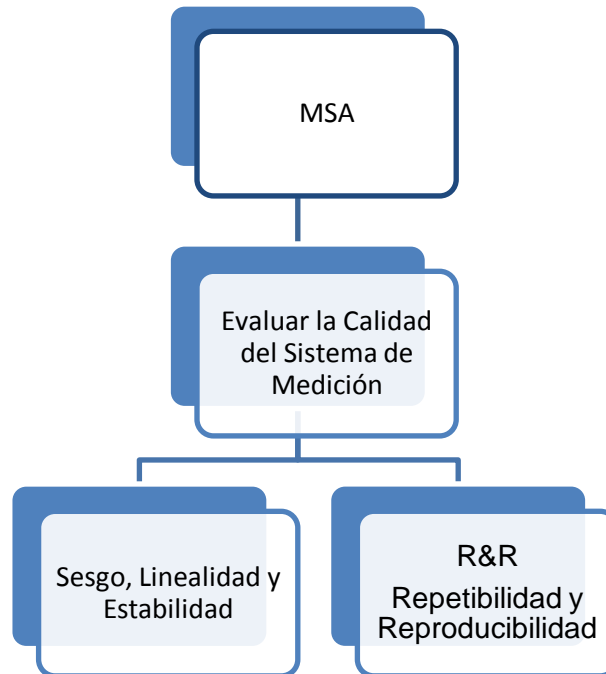 MSA
Evaluar la Calidad
del Sistema de
Medición
Sesgo, Linealidad y
Estabilidad
R&R
Repetibilidad y
Reproducibilidad